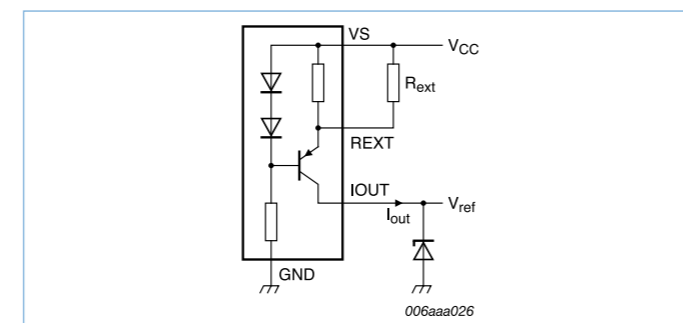 VS
VCC
Rext
REXT
IOUT
Iout
Vref
GND
006aaa026